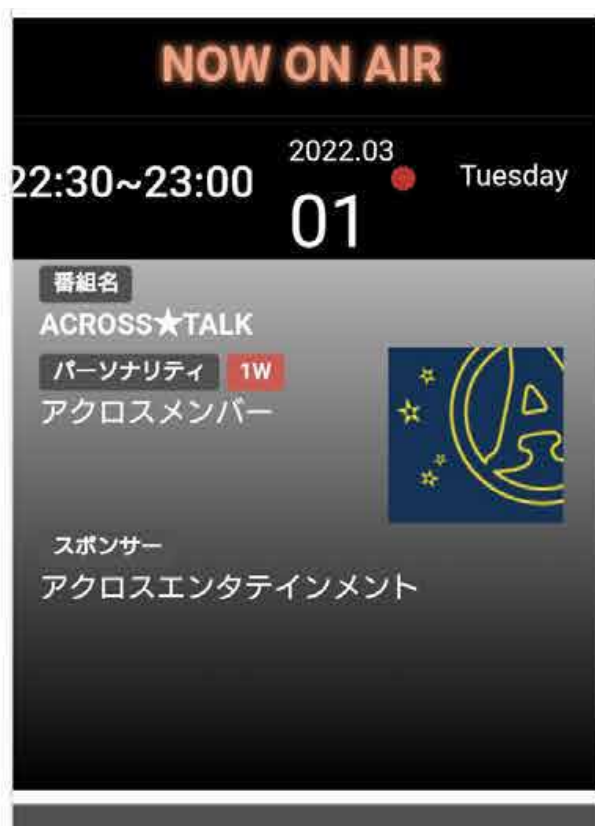 NOW ON AIR
22:30~23:00
2022.03
01
Tuesday
番組名
ACROSS★TALK
パーソナリティ 1W
アクロスメンバー
スポンサー
アクロスエンタテインメント